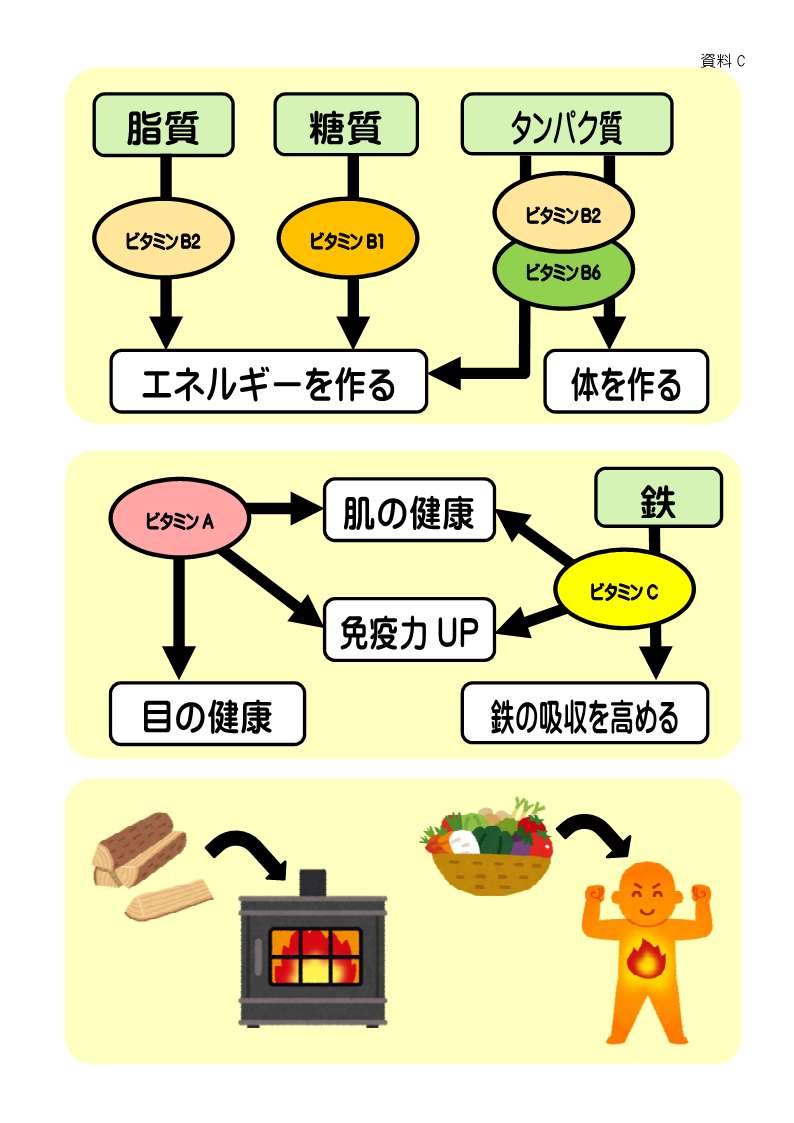 資料 C
脂質
糖質
タンパク質
ビタミンB2
ビタミンB1
ビタミンB2
ビタミンB6
エネルギーを作る
体を作る
ビタミンA
肌の健康
鉄
ビタミンC
免疫力 UP
目の健康
鉄の吸収を高める